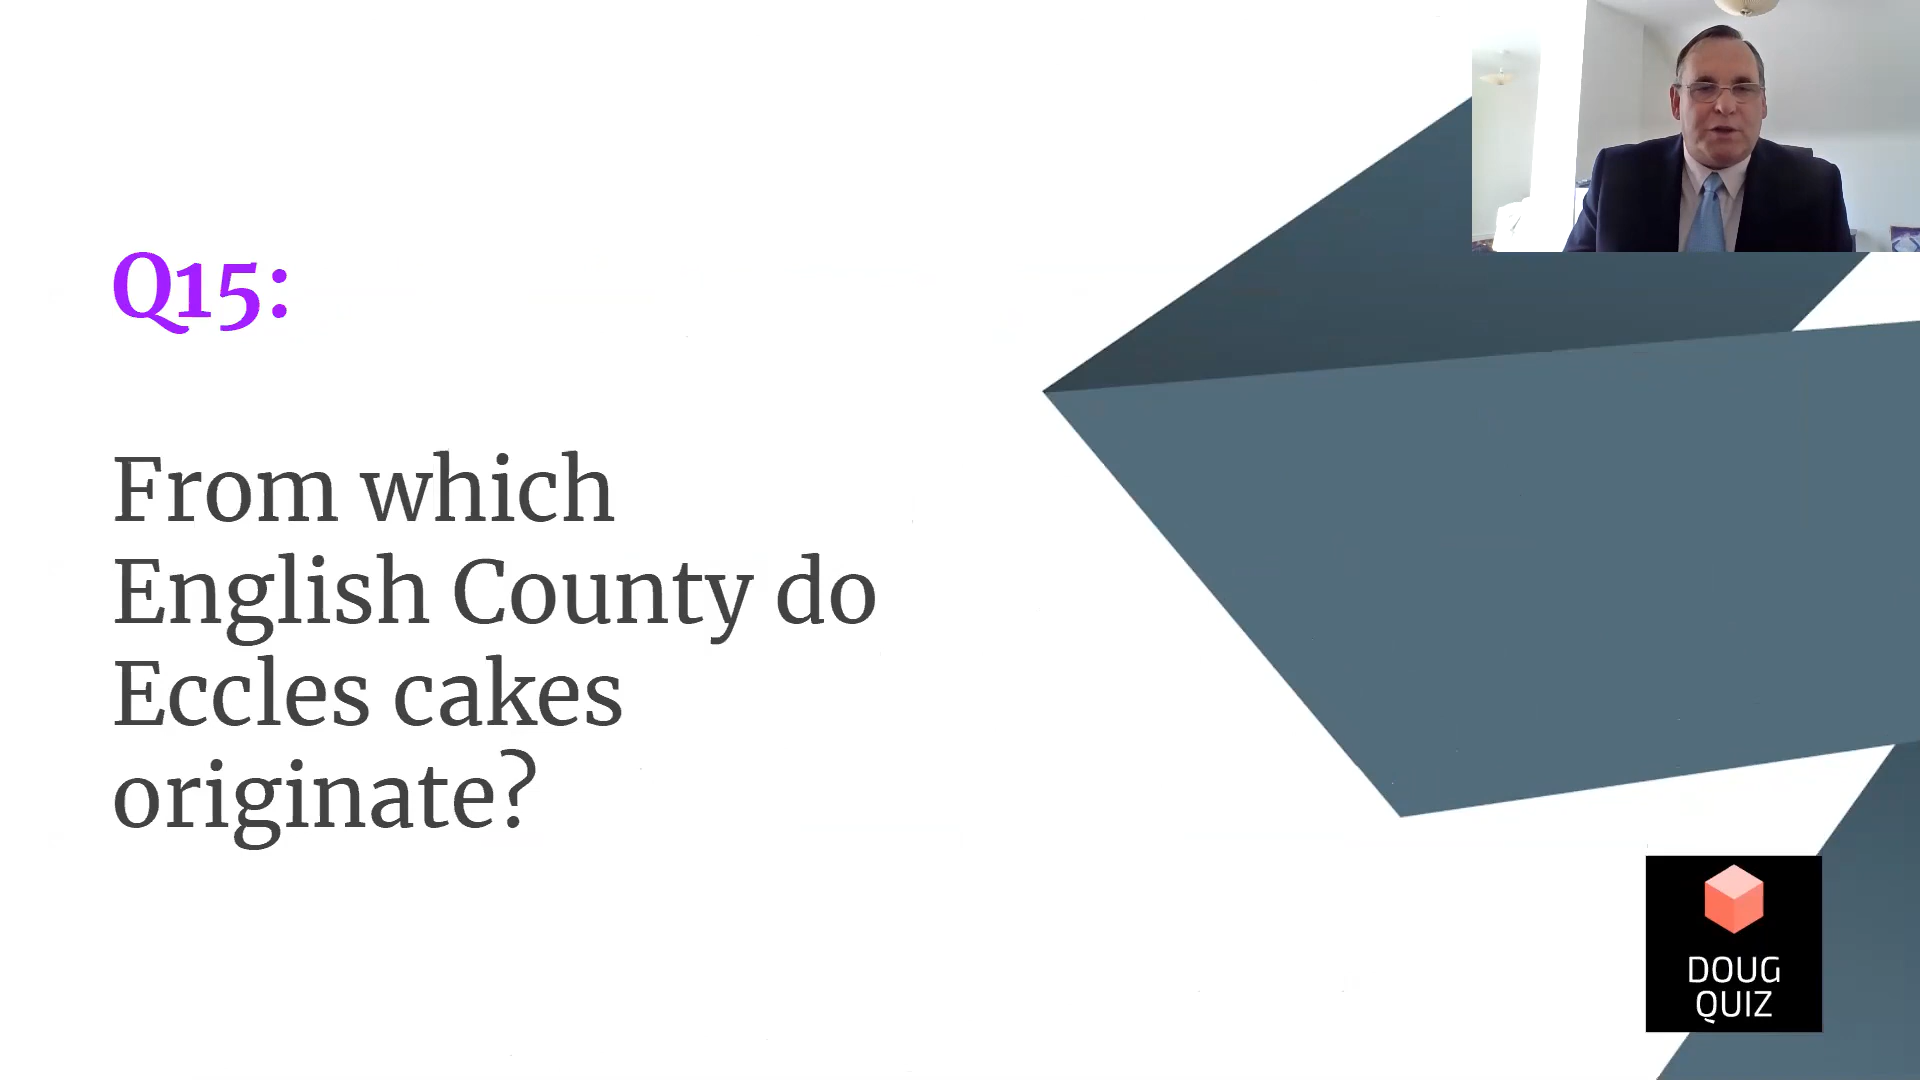 Q15:
From which
English County do
Eccles cakes
originate?
DOUG
QUIZ